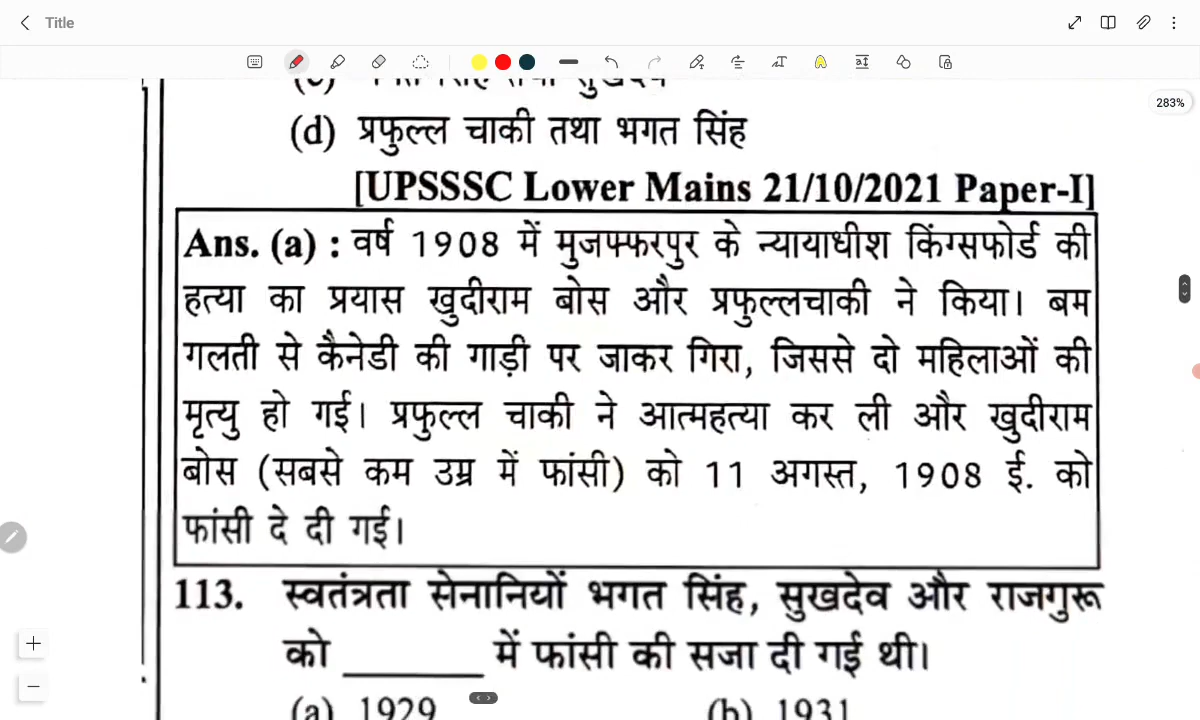 Title
283%
(d) प्रफुल्ल चाकी तथा भगत सिंह
[UPSSSC Lower Mains 21/10/2021 Paper-I]
Ans. (a) : वर्ष 1908 में मुजफ्फरपुर के न्यायाधीश किंग्सफोर्ड की
हत्या का प्रयास खुदीराम बोस और प्रफुल्लचाकी ने किया। बम
गलती से कैनेडी की गाड़ी पर जाकर गिरा, जिससे दो महिलाओं की
मृत्यु हो गई। प्रफुल्ल चाकी ने आत्महत्या कर ली और खुदीराम
बोस (सबसे कम उम्र में फांसी) को 11 अगस्त, 1908 ई. को
फांसी दे दी गई।
113. स्वतंत्रता सेनानियों भगत सिंह, सुखदेव और राजगुरू
को ________ में फांसी की सजा दी गई थी।
(a) 1929 (b) 1931